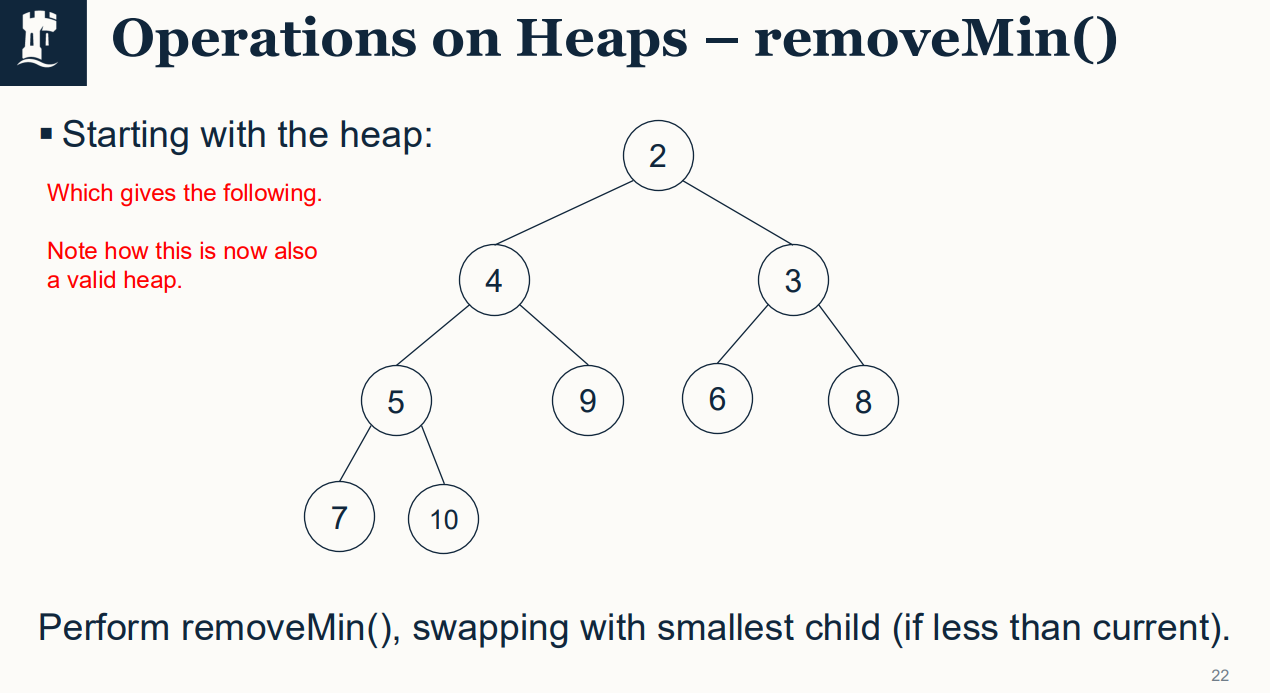 Operations on Heaps – removeMin()
▪ Starting with the heap:
Which gives the following.
Note how this is now also
a valid heap.
2
4
3
5
9
6
8
7
10
Perform removeMin(), swapping with smallest child (if less than current).
22